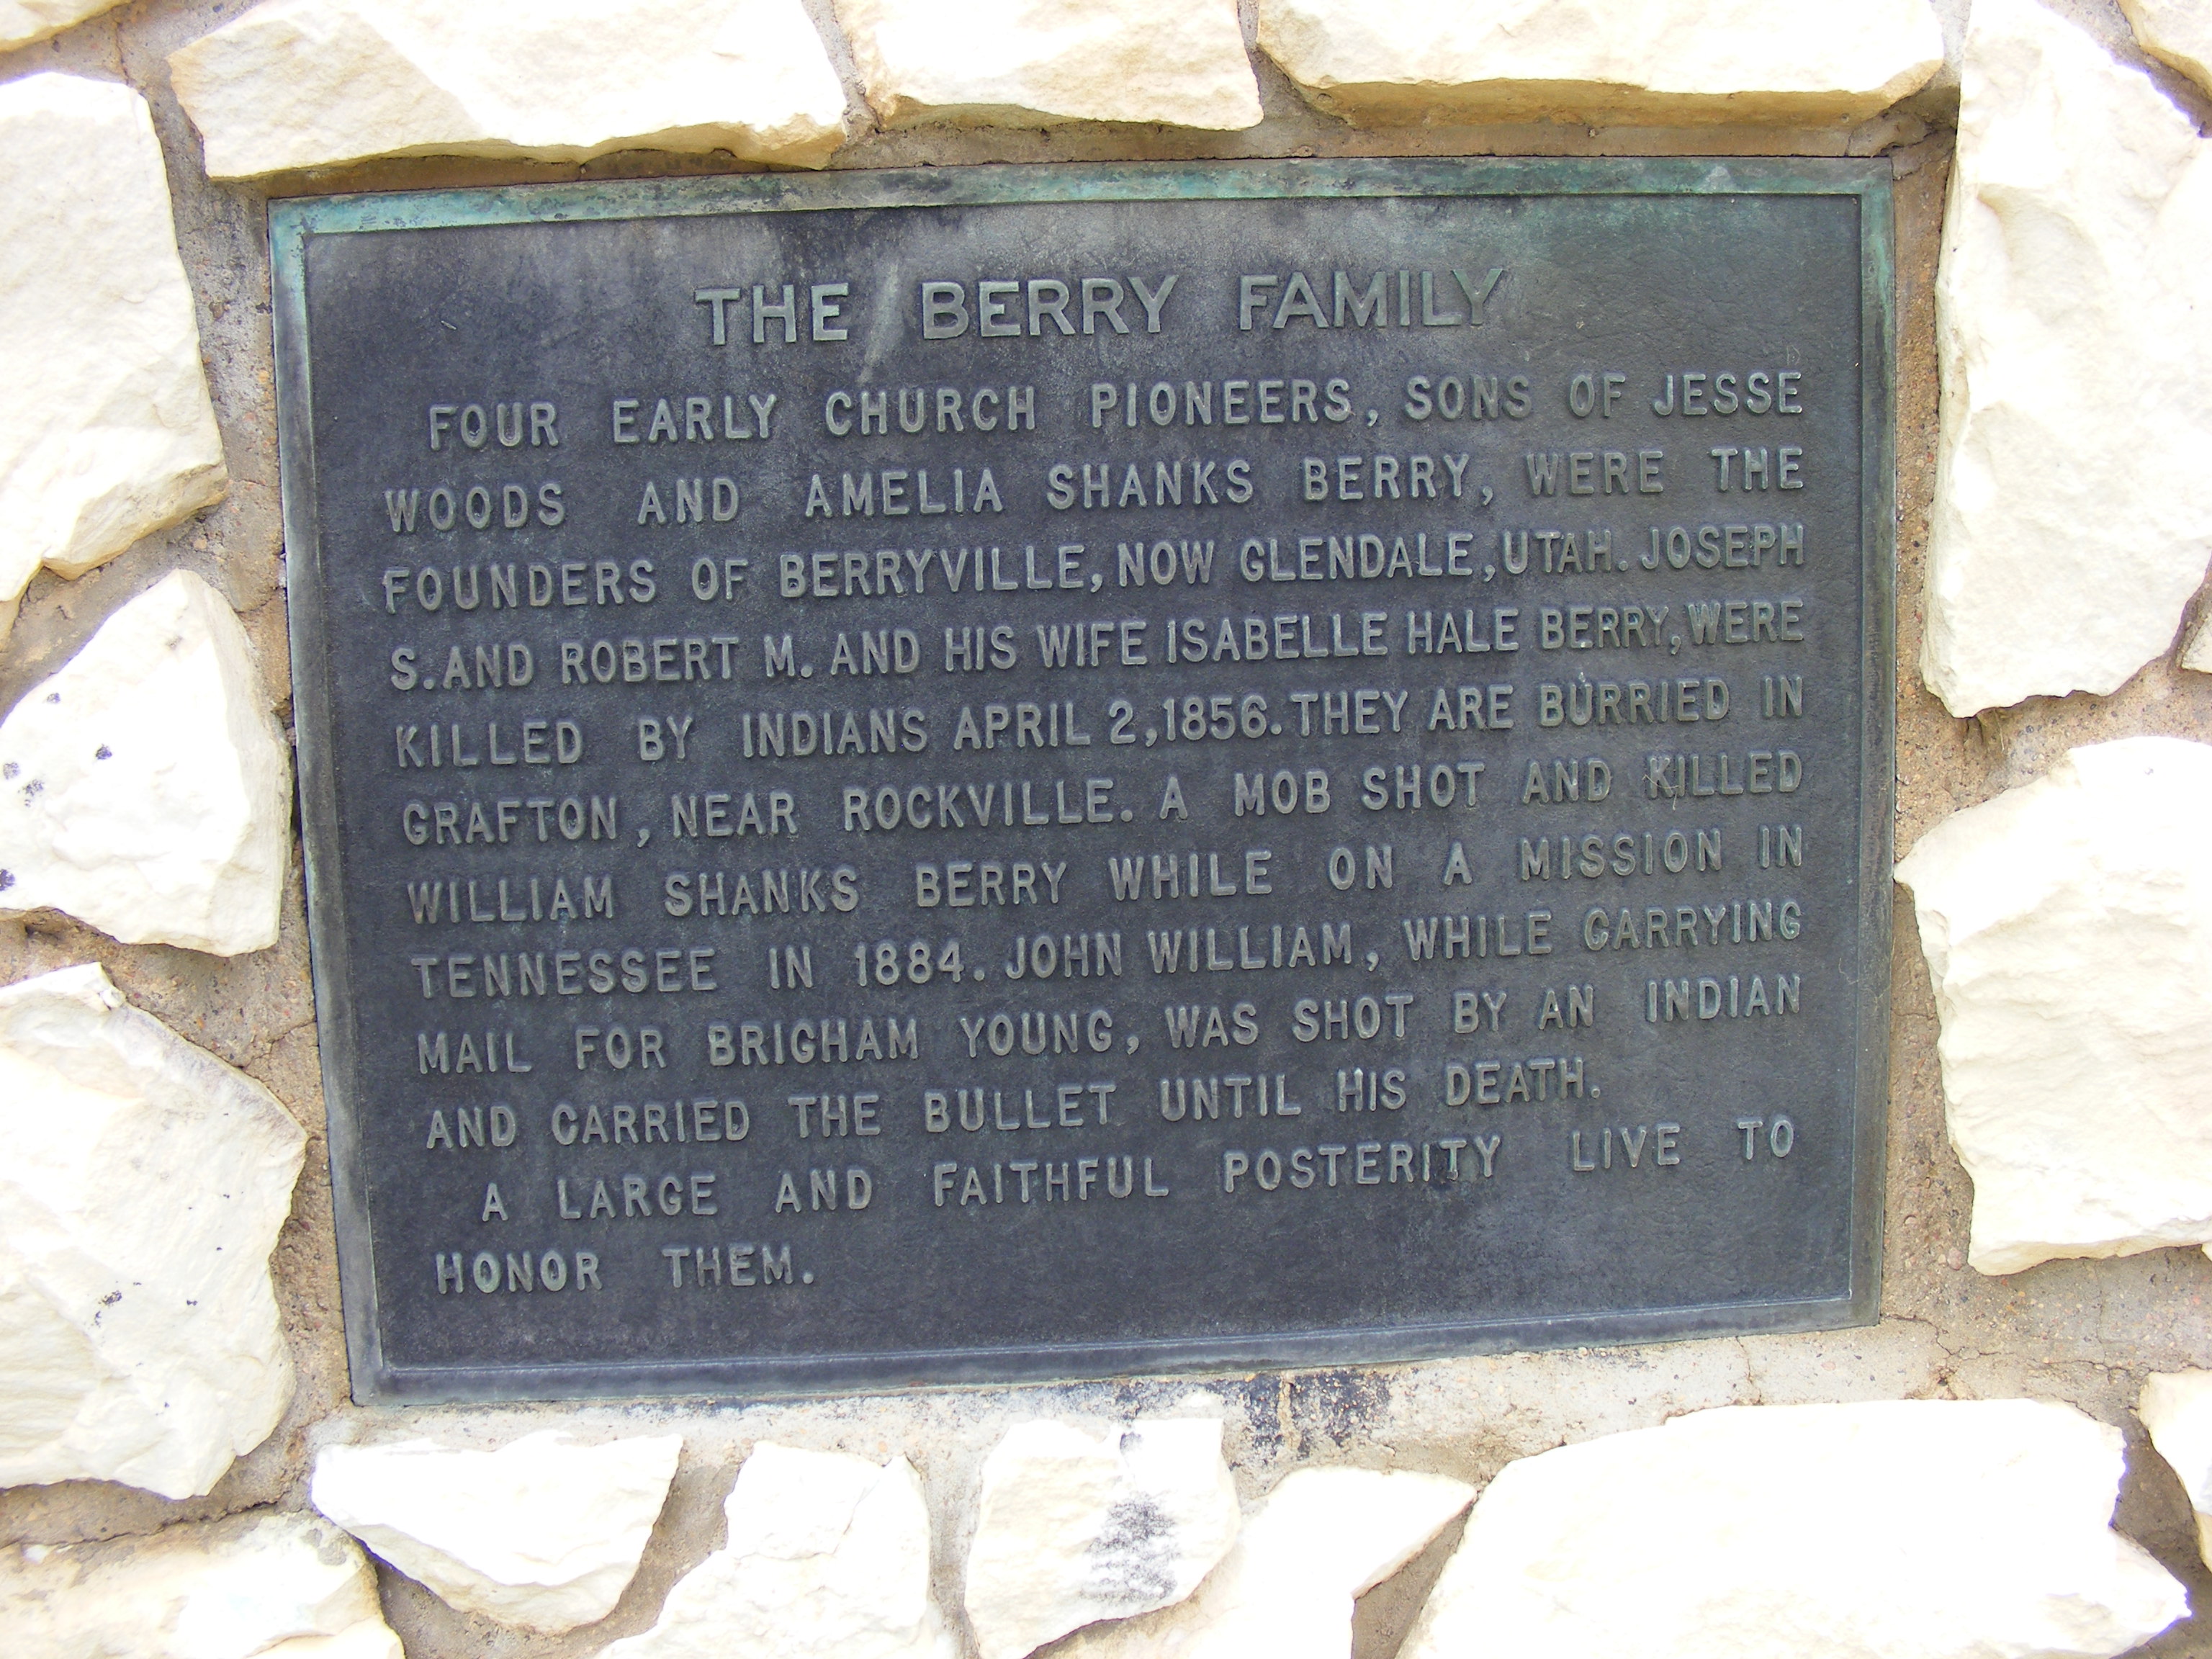 THE BERRY FAMILY
FOUR EARLY CHURCH PIONEERS, SONS OF JESSE
WOODS AND AMELIA SHANKS BERRY, WERE THE
FOUNDERS OF BERRYVILLE, NOW GLENDALE, UTAH. JOSEPH
S. AND ROBERT M. AND HIS WIFE ISABELLE HALE BERRY, WERE
KILLED BY INDIANS APRIL 2, 1856. THEY ARE BURRIED IN
GRAFTON, NEAR ROCKVILLE. A MOB SHOT AND KILLED
WILLIAM SHANKS BERRY WHILE ON A MISSION IN
TENNESSEE IN 1884. JOHN WILLIAM, WHILE CARRYING
MAIL FOR BRIGHAM YOUNG, WAS SHOT BY AN INDIAN
AND CARRIED THE BULLET UNTIL HIS DEATH.
A LARGE AND FAITHFUL POSTERITY LIVE TO
HONOR THEM.